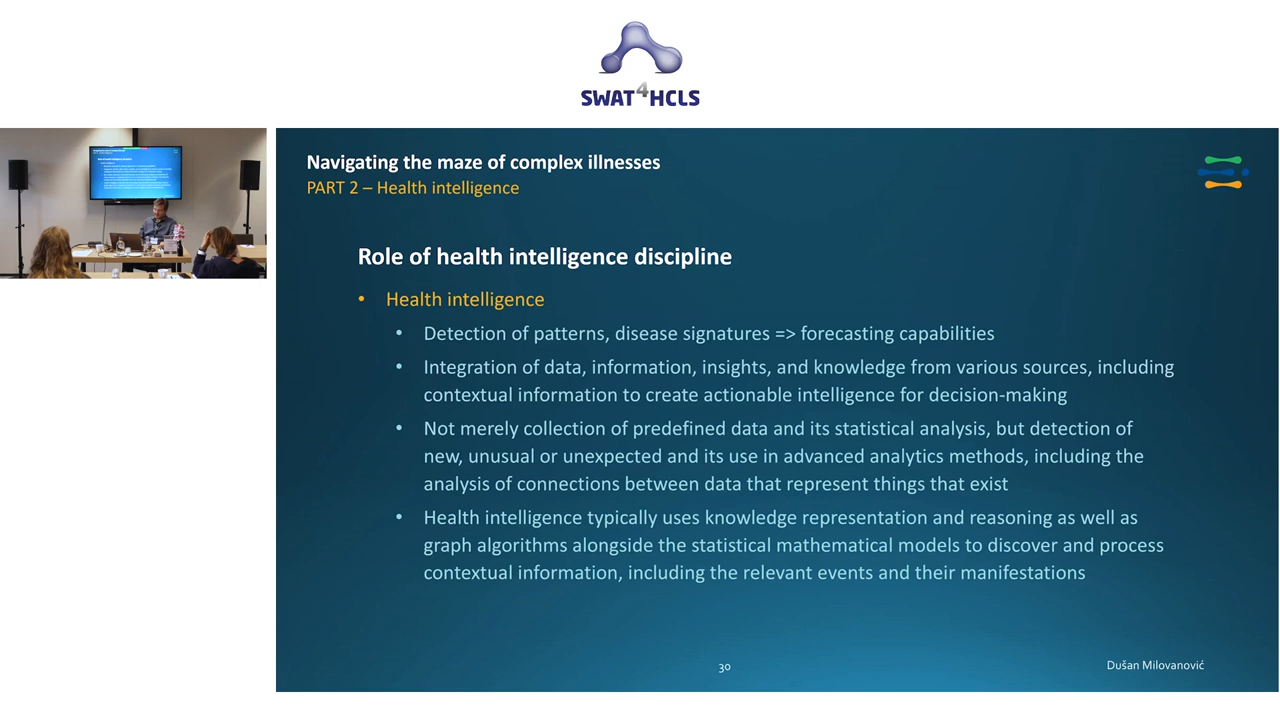 SWAT4HCLS
Navigating the maze of complex illnesses
PART 2 – Health intelligence
Role of health intelligence discipline
• Health intelligence
• Detection of patterns, disease signatures => forecasting capabilities
• Integration of data, information, insights, and knowledge from various sources, including
contextual information to create actionable intelligence for decision-making
• Not merely collection of predefined data and its statistical analysis, but detection of
new, unusual or unexpected and its use in advanced analytics methods, including the
analysis of connections between data that represent things that exist
• Health intelligence typically uses knowledge representation and reasoning as well as
graph algorithms alongside the statistical mathematical models to discover and process
contextual information, including the relevant events and their manifestations
30
Dušan Milovanović